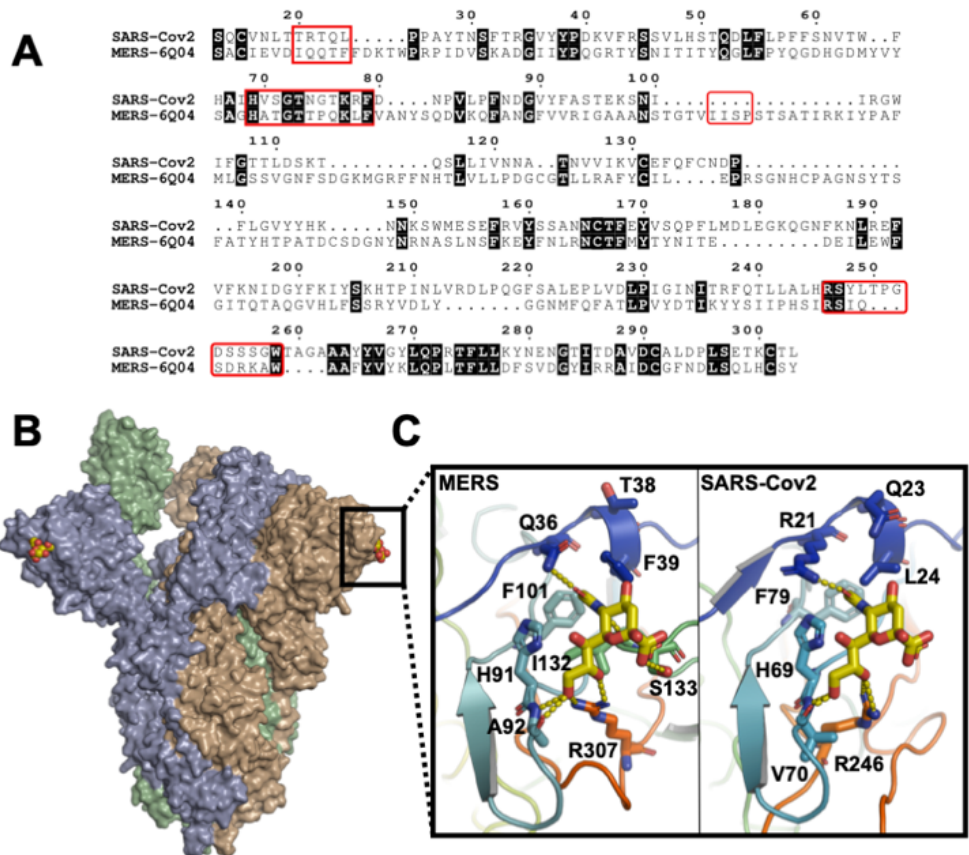 A
20 30 40 50 60
SARS-Cov2 SQCVNLTTRTQL.....PPAYTNSFTRGVYYPDKVFRSSVLHSTQDLFLPFFSNVTW..F
MERS-6Q04 SACIEVDIQQTFFDKTWPRPIDVSKADGIIYPQGRTYSNITITYQGLFPYQGDHGDMYVY
70 80 90 100
SARS-Cov2 HAIHVSGTNGTKRFD....NPVLPFNDGVYFASTEKSNI.................IRGW
MERS-6Q04 SAGHATGTTPQKLFVANYSQDVKQFANGFVVRIGAAANSTGTVIISPSTSATIRKIYPAF
110 120 130
SARS-Cov2 IFGTTLDSKT........QSLLIVNNA...TNVVIKVCEFQFCNDP..............
MERS-6Q04 MLGSSVGNFSDGKMGRFFNHTLVLLPDGCGTLLRAFYCIL....EPRSGNHCPAGNSYTS
140 150 160 170 180 190
SARS-Cov2 ..FLGVYYHK.....NNKSWMESEFRVYSSANNCTFEYVSQPFLMDLEGKQGNFKNLREF
MERS-6Q04 FATYHTPATDCSDGNYNRNASLNSFKEYFNLRNCTFMYTYNITE.........DEILEWF
200 210 220 230 240 250
SARS-Cov2 VFKNIDGYFKIYSKHTPINLVRDLPQGFSALEPLVDLPIGINITRFQTLLALHRSYLTPG
MERS-6Q04 GITQTAQGVHLFSSRYVDLY.......GGNMFQFATLPVYDTIKYYSIIPHSIRSIQ...
260 270 280 290 300
SARS-Cov2 DSSSGWTAGAAAYYVGYLQPRTFLLKYNENGTITDAVDCALDPLSETKCTL
MERS-6Q04 SDRKAW....AAFYVYKLQPLTFLLDFSVDGYIRRAIDCGFNDLSQLHCSY
B
C
MERS
T38
Q36
F39
F101
I132
H91
S133
A92
R307
SARS-Cov2
Q23
R21
L24
F79
H69
V70
R246